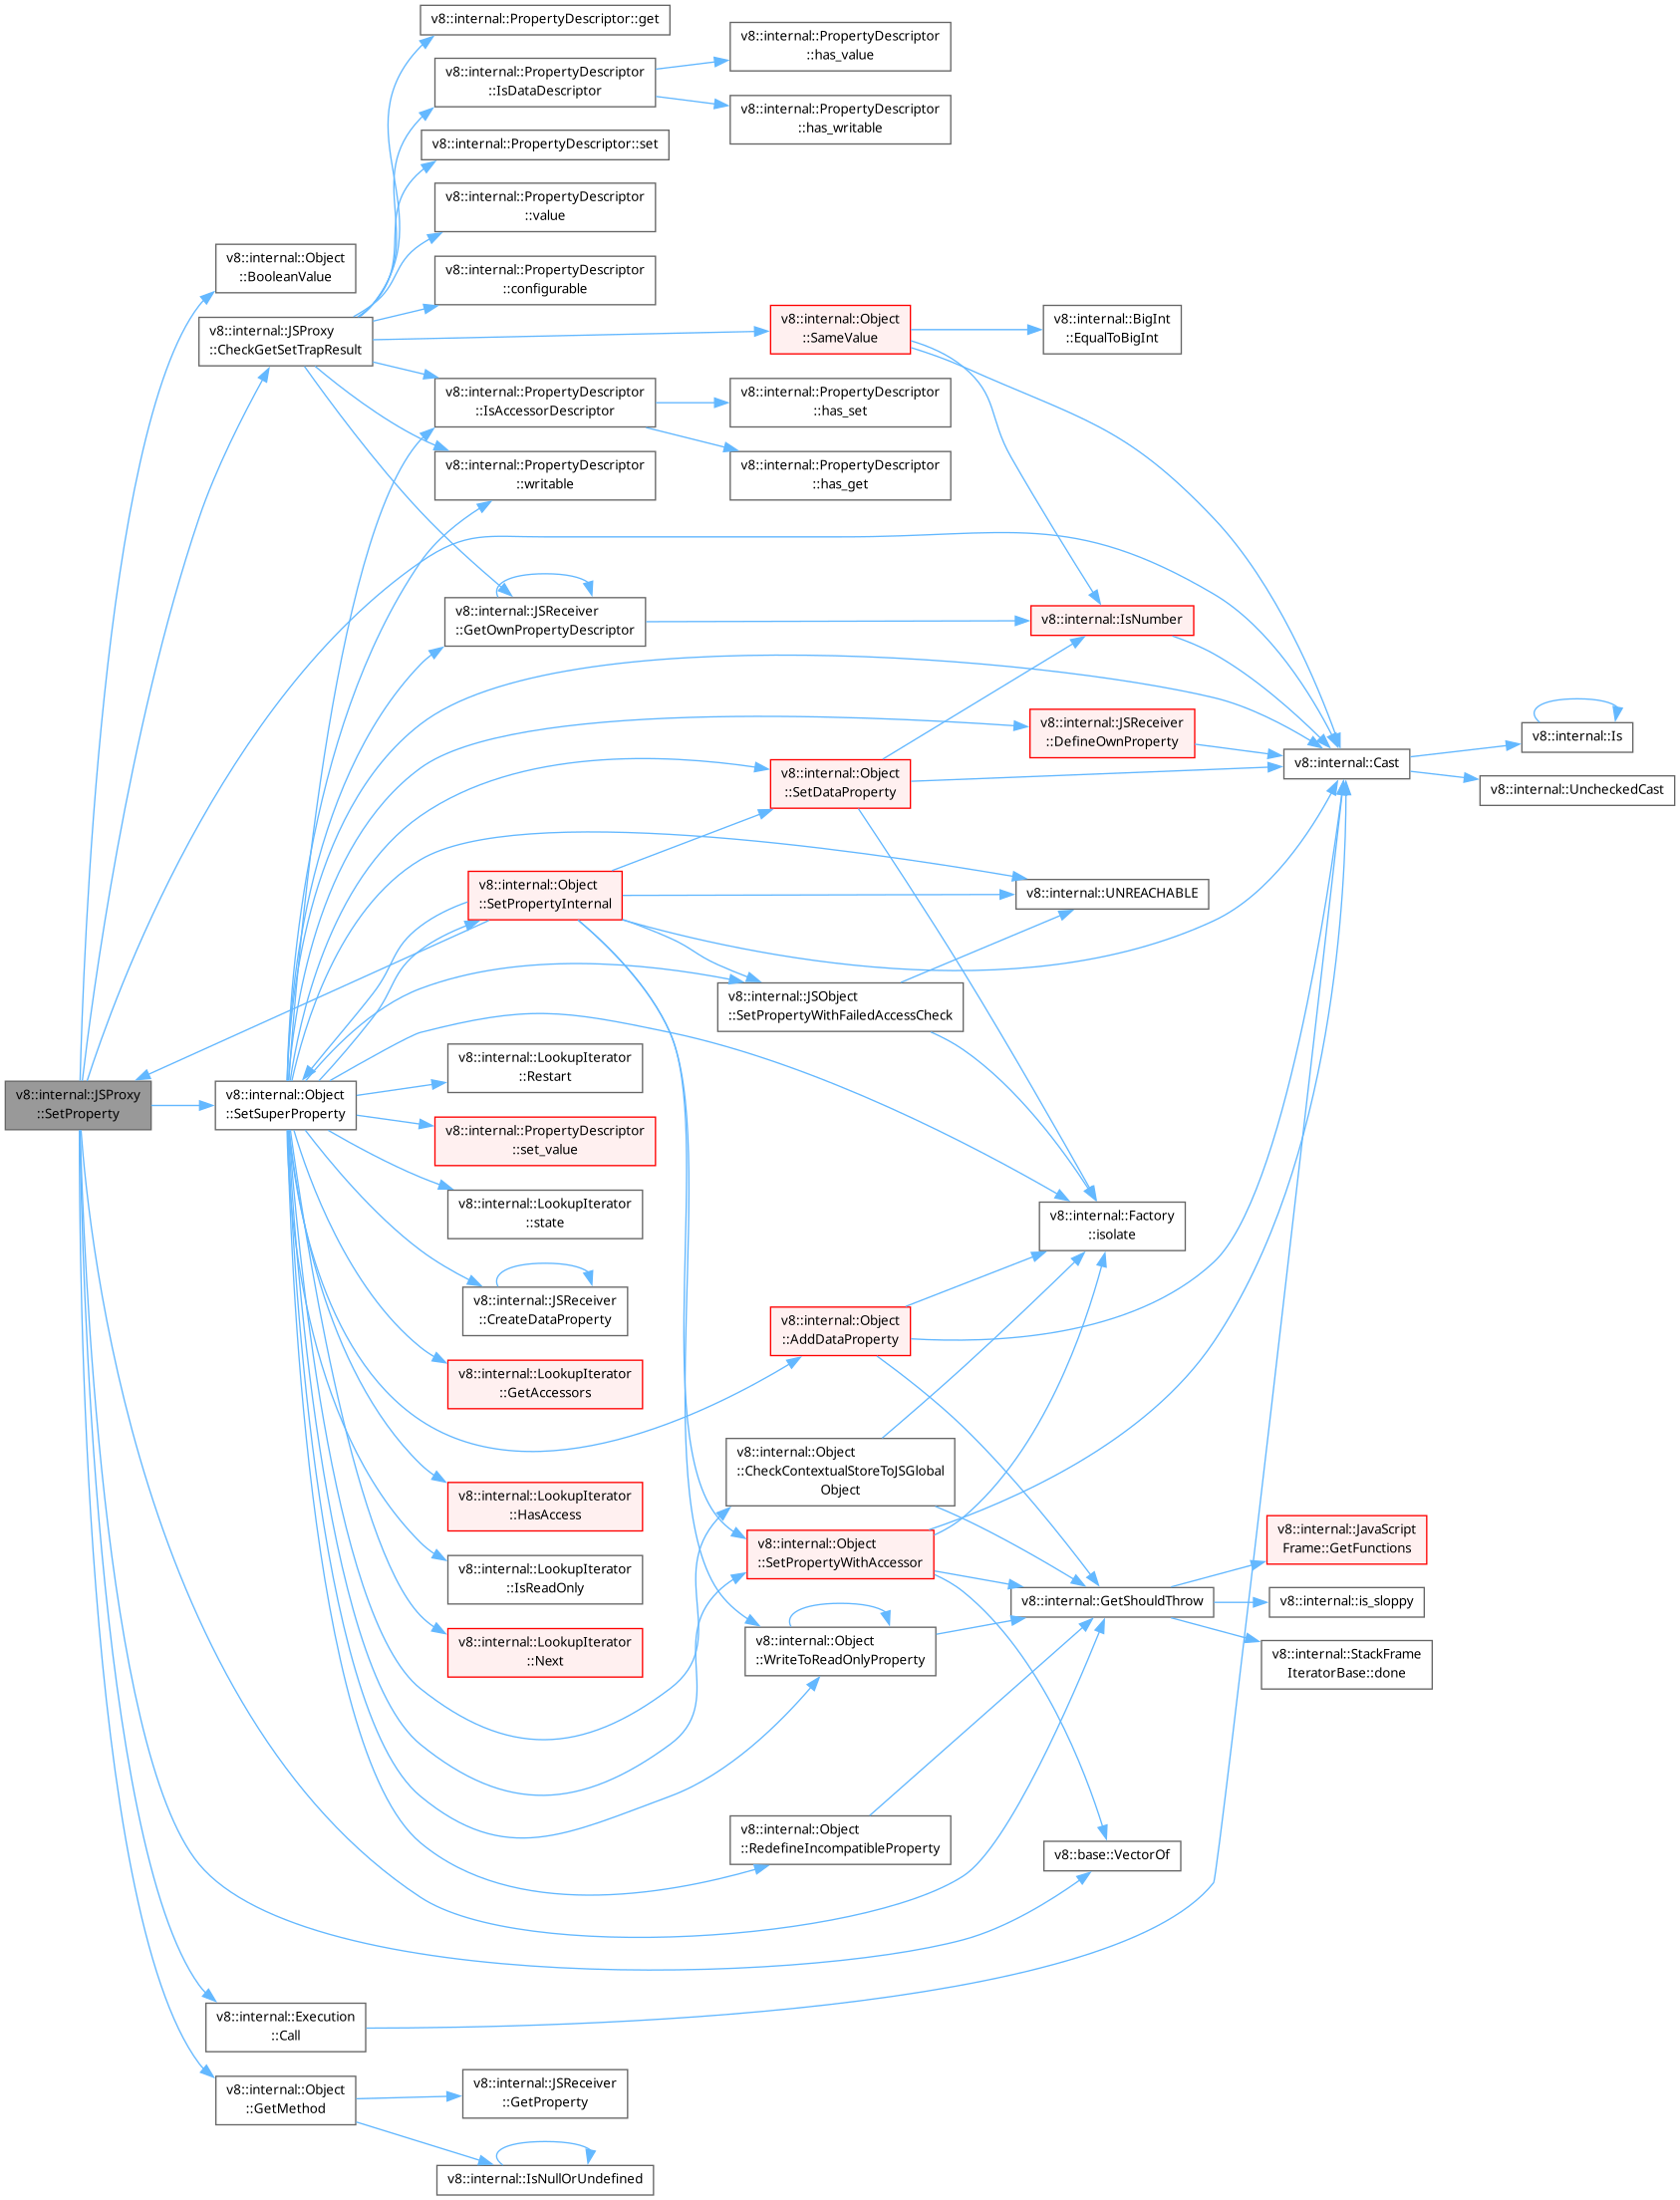 v8::internal::PropertyDescriptor::get
v8::internal::PropertyDescriptor
::has_value
v8::internal::PropertyDescriptor
::IsDataDescriptor
v8::internal::PropertyDescriptor
::has_writable
v8::internal::PropertyDescriptor::set
v8::internal::PropertyDescriptor
::value
v8::internal::Object
::BooleanValue
v8::internal::PropertyDescriptor
::configurable
v8::internal::JSProxy
::CheckGetSetTrapResult
v8::internal::Object
::SameValue
v8::internal::BigInt
::EqualToBigInt
v8::internal::PropertyDescriptor
::IsAccessorDescriptor
v8::internal::PropertyDescriptor
::has_set
v8::internal::PropertyDescriptor
::writable
v8::internal::PropertyDescriptor
::has_get
v8::internal::JSReceiver
::GetOwnPropertyDescriptor
v8::internal::IsNumber
v8::internal::JSReceiver
::DefineOwnProperty
v8::internal::Is
v8::internal::Cast
v8::internal::Object
::SetDataProperty
v8::internal::UncheckedCast
v8::internal::Object
::SetPropertyInternal
v8::internal::UNREACHABLE
v8::internal::JSObject
::SetPropertyWithFailedAccessCheck
v8::internal::LookupIterator
::Restart
v8::internal::JSProxy
::SetProperty
v8::internal::Object
::SetSuperProperty
v8::internal::PropertyDescriptor
::set_value
v8::internal::LookupIterator
::state
v8::internal::Factory
::isolate
v8::internal::JSReceiver
::CreateDataProperty
v8::internal::Object
::AddDataProperty
v8::internal::LookupIterator
::GetAccessors
v8::internal::Object
::CheckContextualStoreToJSGlobal
Object
v8::internal::LookupIterator
::HasAccess
v8::internal::Object
::SetPropertyWithAccessor
v8::internal::JavaScript
Frame::GetFunctions
v8::internal::LookupIterator
::IsReadOnly
v8::internal::GetShouldThrow
v8::internal::is_sloppy
v8::internal::LookupIterator
::Next
v8::internal::Object
::WriteToReadOnlyProperty
v8::internal::StackFrame
IteratorBase::done
v8::internal::Object
::RedefineIncompatibleProperty
v8::base::VectorOf
v8::internal::Execution
::Call
v8::internal::Object
::GetMethod
v8::internal::JSReceiver
::GetProperty
v8::internal::IsNullOrUndefined